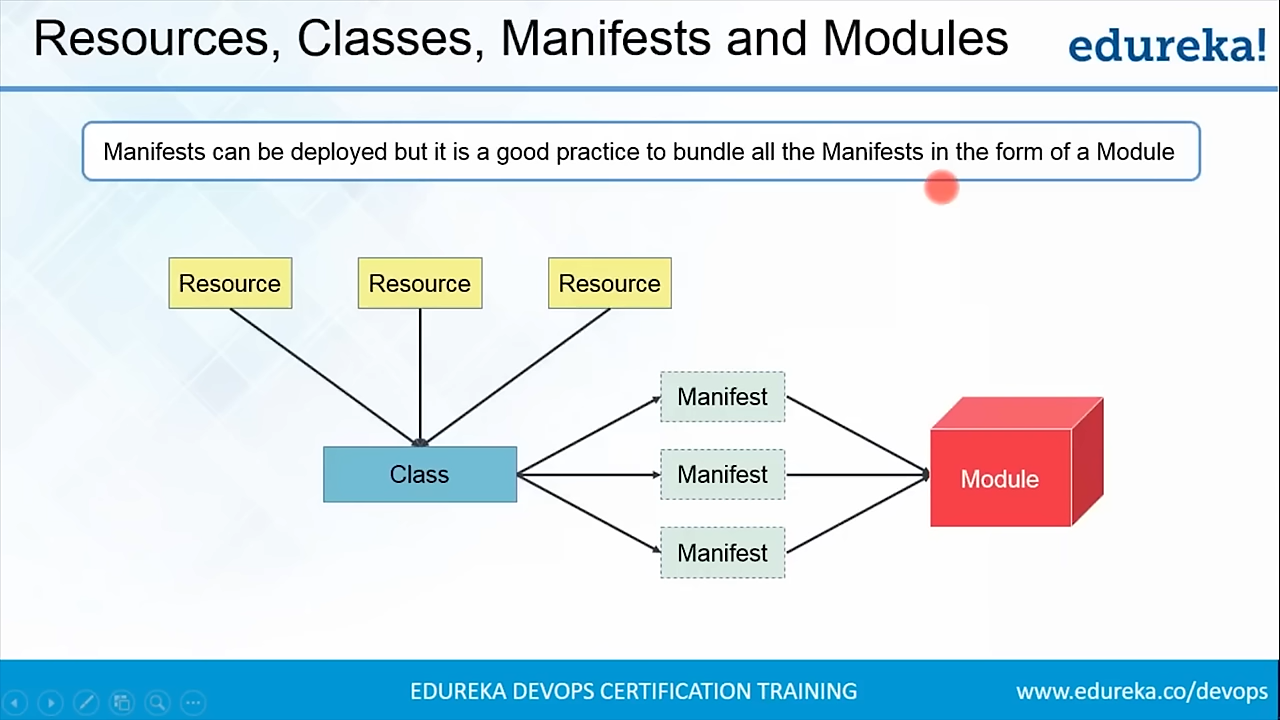 Resources, Classes, Manifests and Modules
edureka!
Manifests can be deployed but it is a good practice to bundle all the Manifests in the form of a Module
Resource
Resource
Resource
Manifest
Class
Manifest
Module
Manifest
EDUREKA DEVOPS CERTIFICATION TRAINING
www.edureka.co/devops